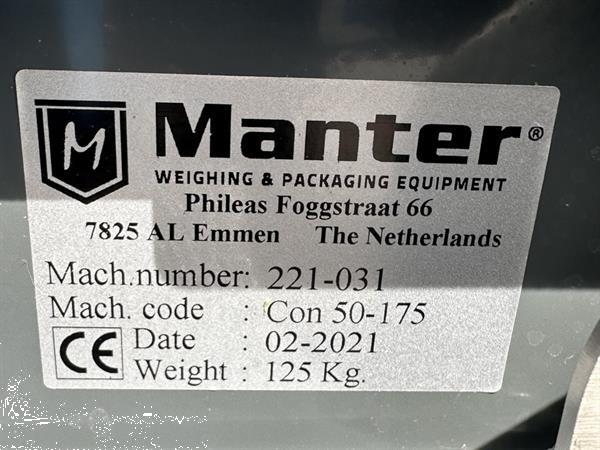 M Manter®
WEIGHING & PACKAGING EQUIPMENT
Phileas Foggstraat 66
7825 AL Emmen The Netherlands
Mach.number: 221-031
Mach. code : Con 50-175
CE Date : 02-2021
Weight : 125 Kg.